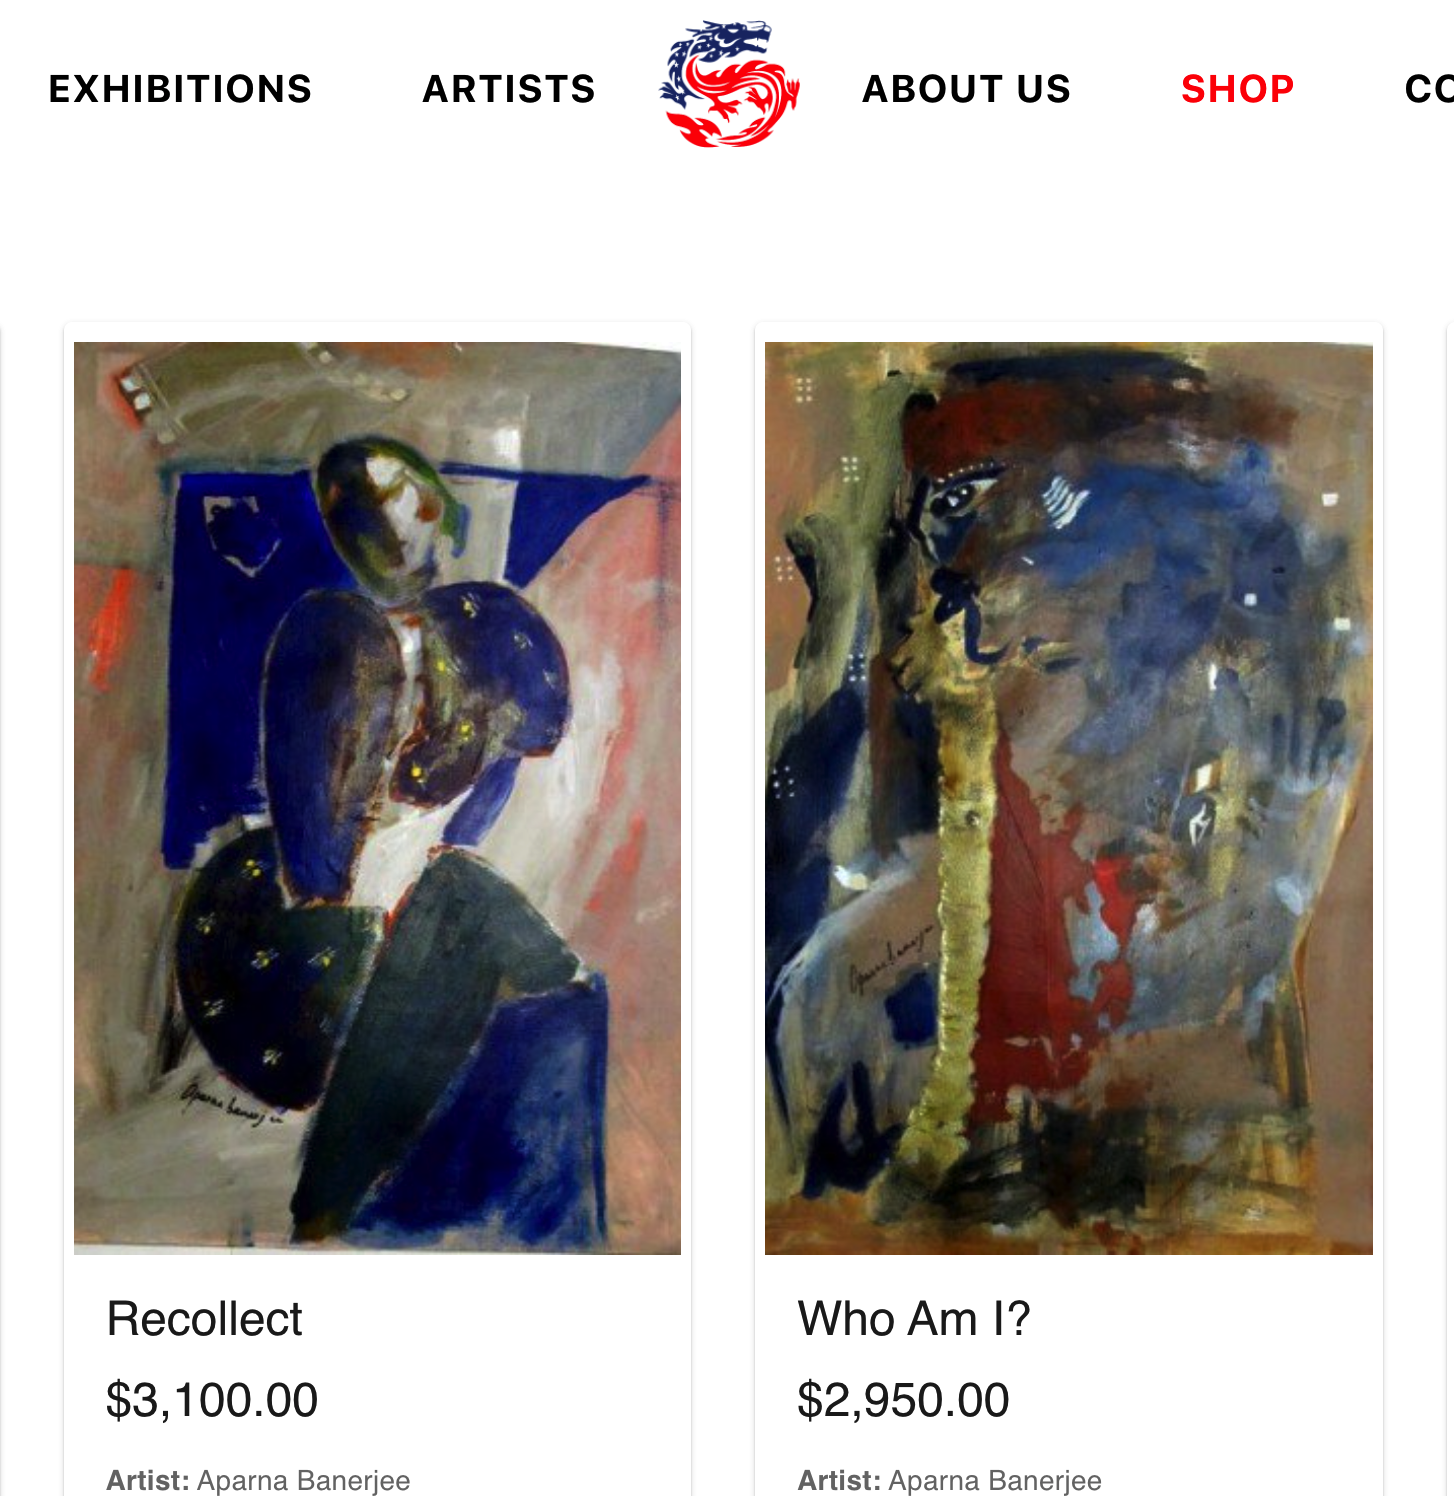 EXHIBITIONS ARTISTS ABOUT US SHOP CO
Aparna banerjee
Aparna banerjee
Recollect
$3,100.00
Artist: Aparna Banerjee
Who Am I?
$2,950.00
Artist: Aparna Banerjee